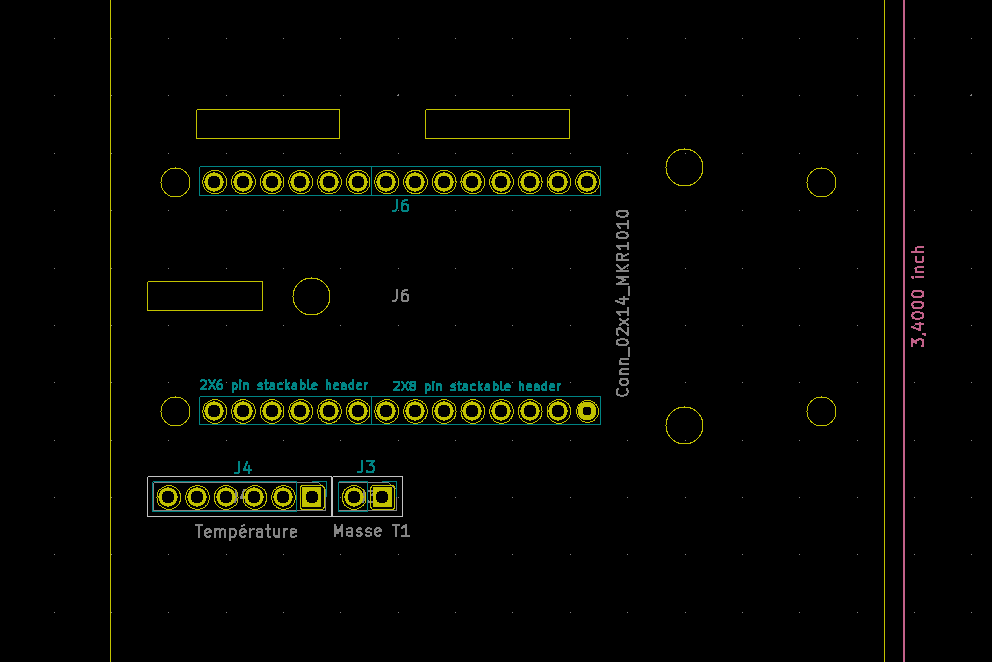 J6
Conn_02x14_MKR1010
3,4000 inch
J6
2X6 pin stackable header
2X8 pin stackable header
J4
J3
Température
Masse T1